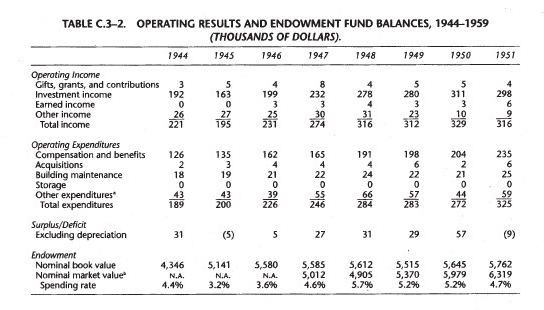 TABLE C.3–2. OPERATING RESULTS AND ENDOWMENT FUND BALANCES, 1944–1959
(THOUSANDS OF DOLLARS).
1944 1945 1946 1947 1948 1949 1950 1951
Operating Income
Gifts, grants, and contributions 3 5 4 8 4 5 5 4
Investment income 192 163 199 232 278 280 311 298
Earned income 0 0 3 3 4 3 3 6
Other income 26 27 25 30 31 23 10 9
Total income 221 195 231 274 316 312 329 316
Operating Expenditures
Compensation and benefits 126 135 162 165 191 198 204 235
Acquisitions 2 3 4 4 4 6 2 6
Building maintenance 18 19 21 22 24 22 21 25
Storage 0 0 0 0 0 0 0 0
Other expenditures* 43 43 39 55 66 57 44 59
Total expenditures 189 200 226 246 284 283 272 325
Surplus/Deficit
Excluding depreciation 31 (5) 5 27 31 29 57 (9)
Endowment
Nominal book value 4,346 5,141 5,580 5,585 5,612 5,515 5,645 5,762
Nominal market value N.A. N.A. N.A. 5,012 4,905 5,370 5,979 6,319
Spending rate 4.4% 3.2% 3.6% 4.6% 5.7% 5.2% 5.2% 4.7%